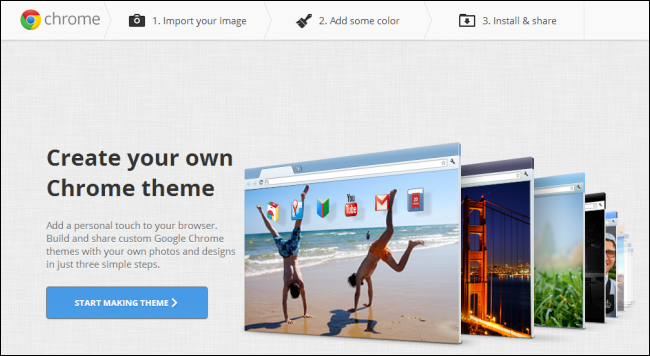 chrome
1. Import your image
2. Add some color
3. Install & share
Create your own
Chrome theme
Add a personal touch to your browser.
Build and share custom Google Chrome
themes with your own photos and designs
in just three simple steps.
START MAKING THEME
You
Tube